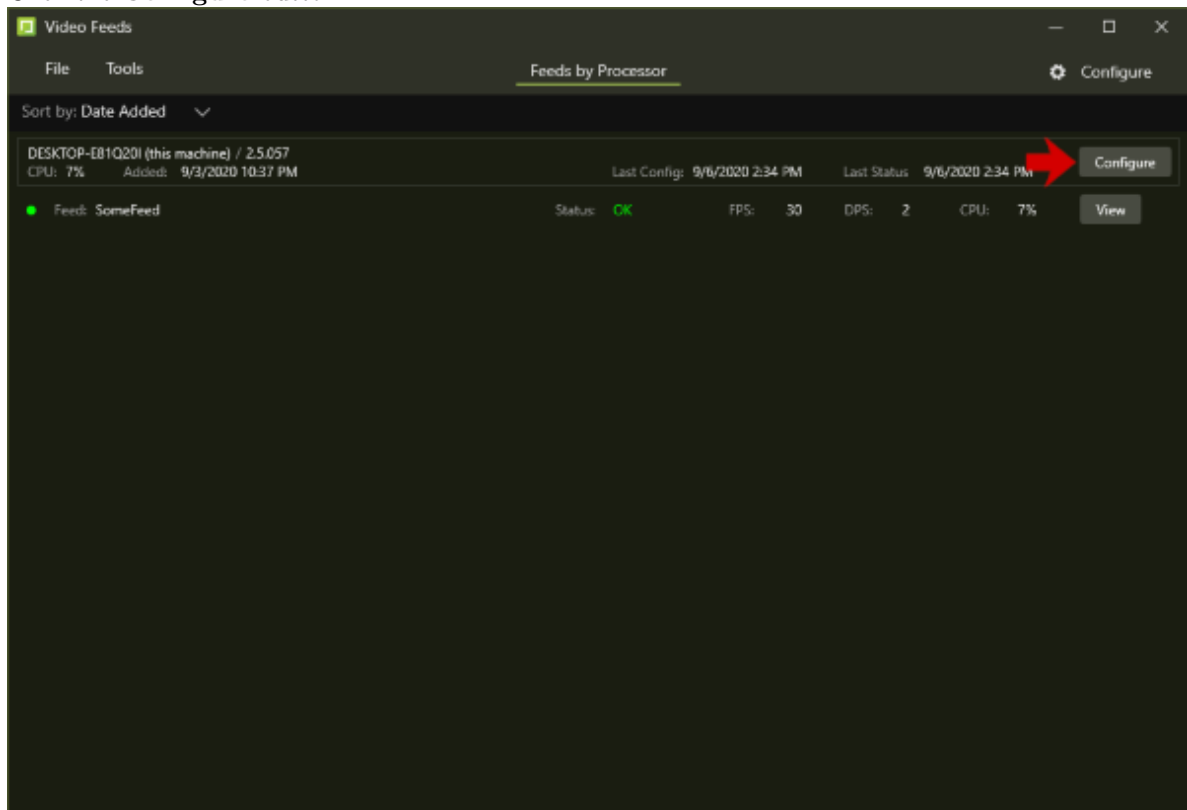 Video Feeds
File Tools Feeds by Processor Configure
Sort by: Date Added
DESKTOP-E81Q20I (this machine) / 2.5.057
CPU: 7% Added: 9/3/2020 10:37 PM Last Config: 9/6/2020 2:34 PM Last Status 9/6/2020 2:34 PM Configure
Feed: SomeFeed Status: OK FPS: 30 DPS: 2 CPU: 7% View